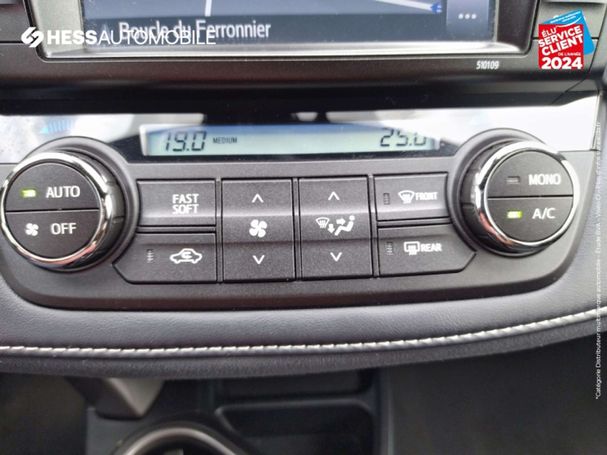 HESSAUTOMOBILE
Boucle du Ferronnier
510109
ÉLU SERVICE CLIENT DE L'ANNÉE 2024
19.0 MEDIUM 25.0
AUTO
OFF
FAST SOFT
FRONT
REAR
MONO
A/C